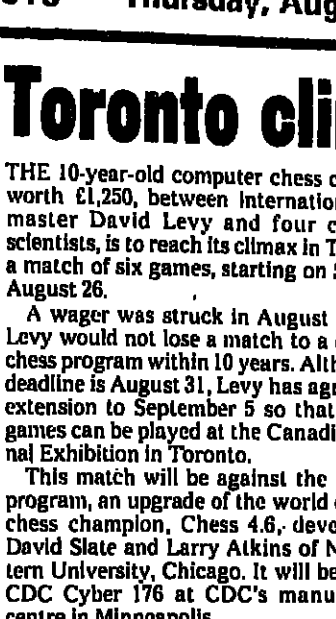 Thursday, Aug
Toronto cli
THE 10-year-old computer chess c
worth £1,250, between Internatio
master David Levy and four c
scientists, is to reach its climax in T
a match of six games, starting on
August 26.
A wager was struck in August
Levy would not lose a match to a
chess program within 10 years. Alth
deadline is August 31, Levy has agr
extension to September 5 so that
games can be played at the Canadi
nal Exhibition in Toronto.
This match will be against the
program, an upgrade of the world
chess champion, Chess 4.6, deve
David Slate and Larry Atkins of N
tern University, Chicago. It will be
CDC Cyber 176 at CDC's manu
centre in Minneapolis